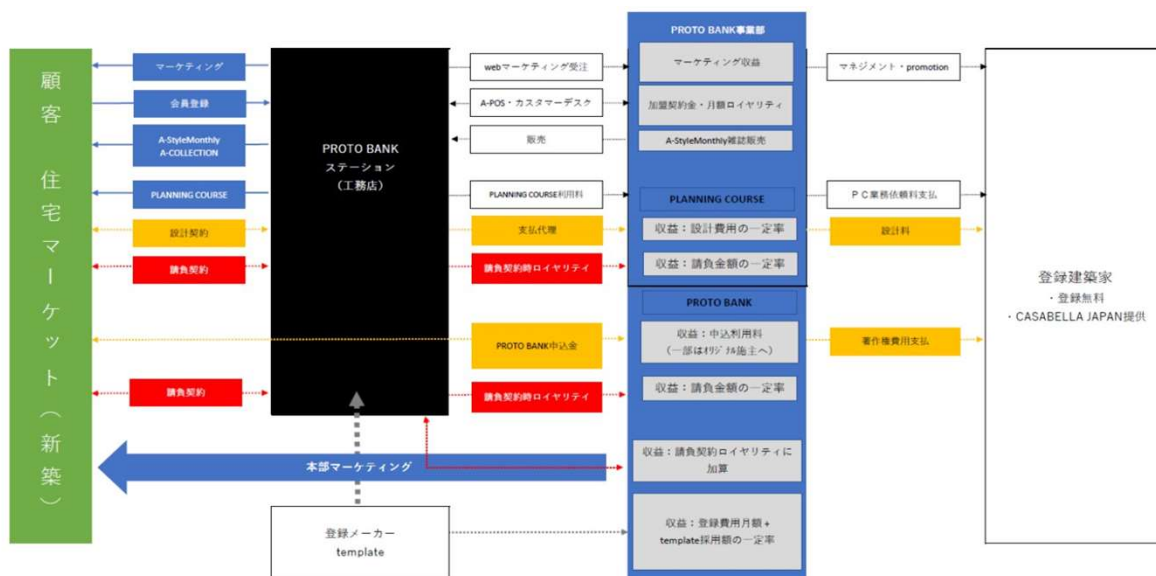 顧客 住宅マーケット（新築）
マーケティング
会員登録
A-StyleMonthly
A-COLLECTION
PLANNING COURSE
設計契約
請負契約
請負契約
PROTO BANK
ステーション
（工務店）
webマーケティング受注
A-POS・カスタマーデスク
販売
PLANNING COURSE利用料
支払代理
請負契約時ロイヤリティ
PROTO BANK申込金
請負契約時ロイヤリティ
本部マーケティング
登録メーカー
template
PROTO BANK事業部
マーケティング収益
加盟契約金・月額ロイヤリティ
A-StyleMonthly雑誌販売
PLANNING COURSE
収益：設計費用の一定率
収益：請負金額の一定率
PROTO BANK
収益：申込利用料
（一部はｵﾘｼﾞﾅﾙ施主へ）
収益：請負金額の一定率
収益：請負契約ロイヤリティに
加算
収益：登録費用月額＋
template採用額の一定率
マネジメント・promotion
ＰＣ業務依頼料支払
設計料
著作権費用支払
登録建築家
・登録無料
・CASABELLA JAPAN提供